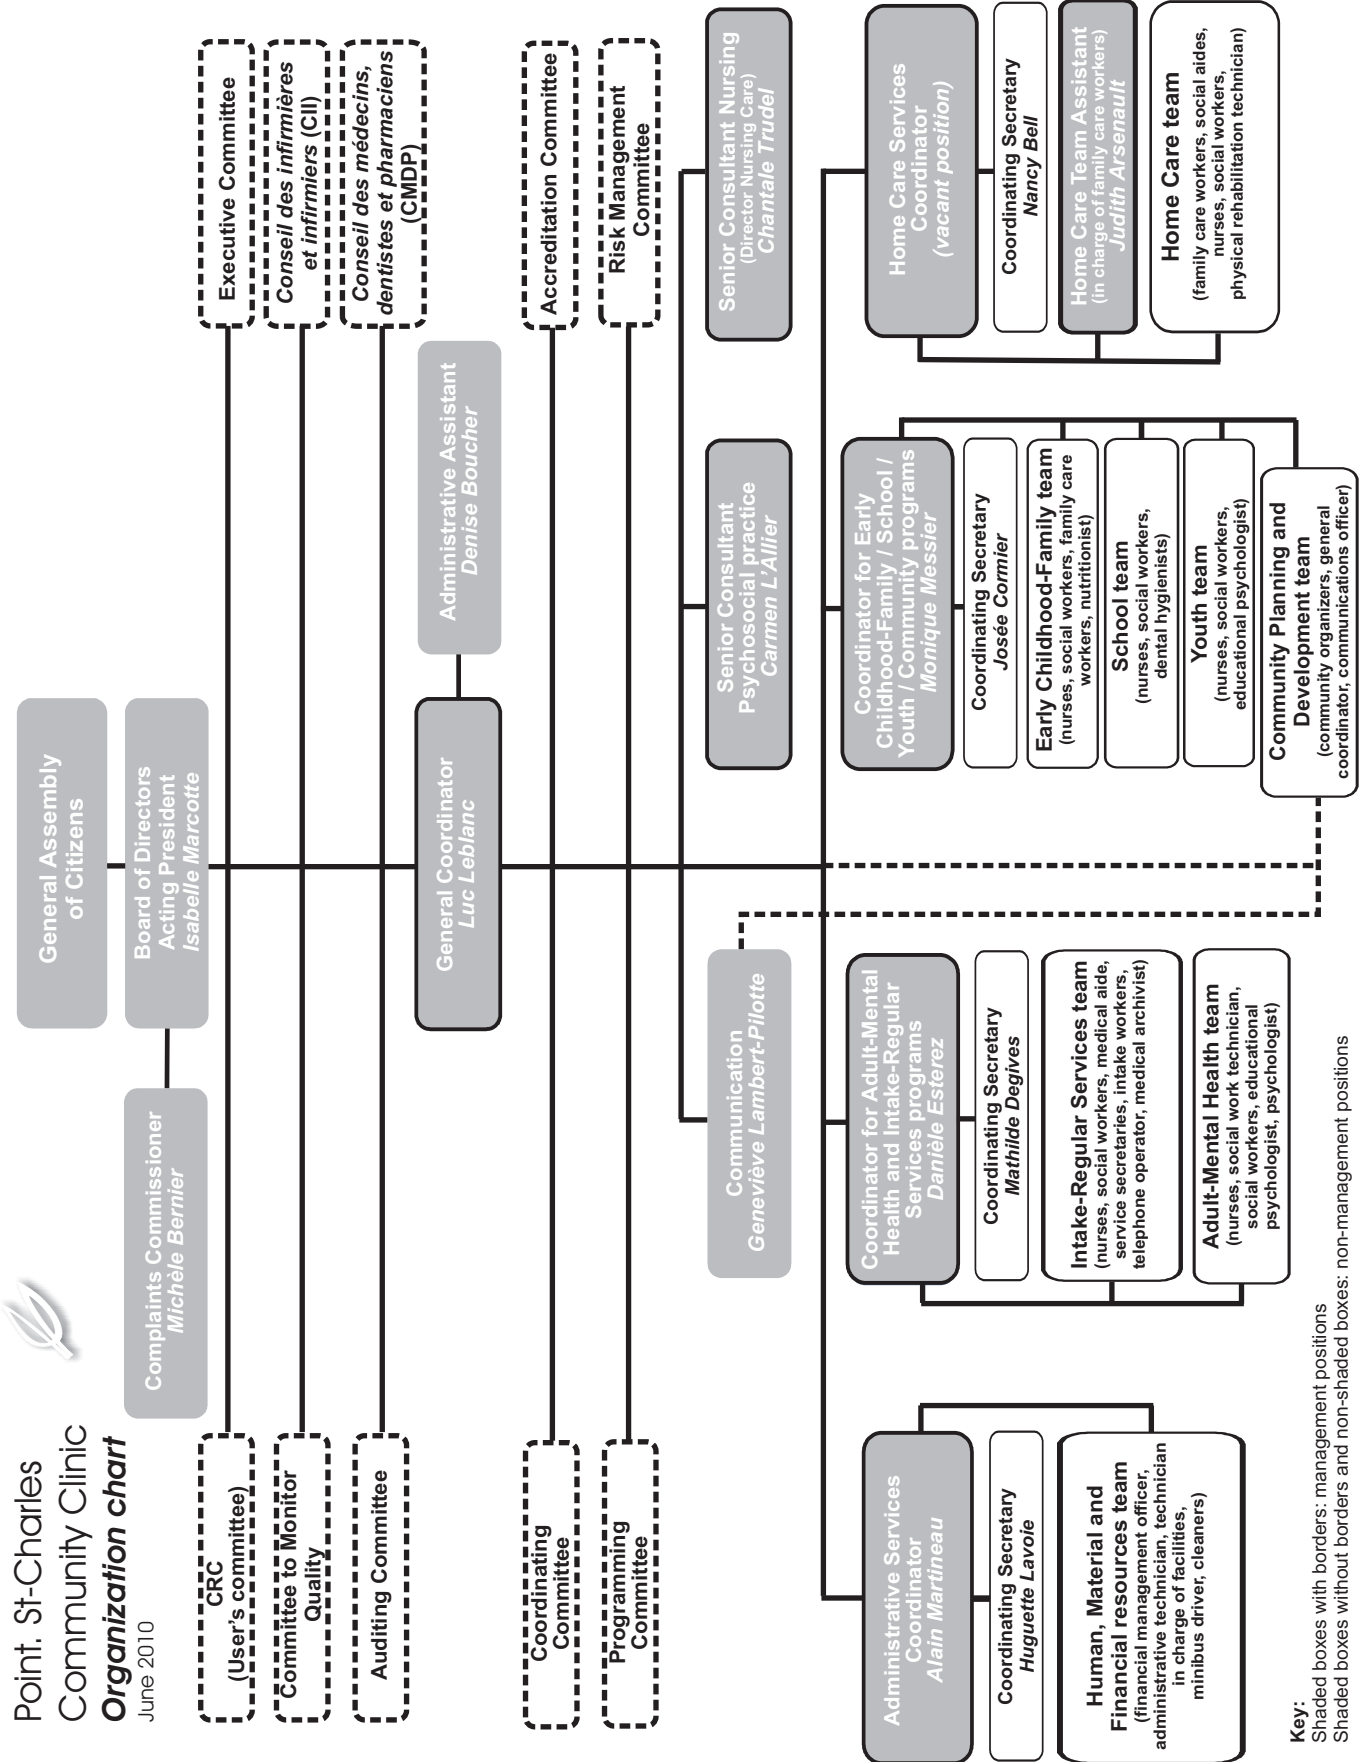 Point. St-Charles
Community Clinic
Organization chart
June 2010
General Assembly
of Citizens
Complaints Commissioner
Michèle Bernier
Board of Directors
Acting President
Isabelle Marcotte
CRC
(User's committee)
Executive Committee
Committee to Monitor
Quality
Conseil des infirmières
et infirmiers (CII)
Auditing Committee
Conseil des médecins,
dentistes et pharmaciens
(CMDP)
General Coordinator
Luc Leblanc
Administrative Assistant
Denise Boucher
Coordinating
Committee
Accreditation Committee
Programming
Committee
Risk Management
Committee
Communication
Geneviève Lambert-Pilotte
Senior Consultant
Psychosocial practice
Carmen L'Allier
Senior Consultant Nursing
(Director Nursing Care)
Chantale Trudel
Administrative Services
Coordinator
Alain Martineau
Coordinating Secretary
Huguette Lavoie
Human, Material and
Financial resources team
(financial management officer,
administrative technician, technician
in charge of facilities,
minibus driver, cleaners)
Coordinator for Adult-Mental
Health and Intake-Regular
Services programs
Danièle Esterez
Coordinating Secretary
Mathilde Degives
Intake-Regular Services team
(nurses, social workers, medical aide,
service secretaries, intake workers,
telephone operator, medical archivist)
Adult-Mental Health team
(nurses, social work technician,
social workers, educational
psychologist, psychologist)
Coordinator for Early
Childhood-Family / School /
Youth / Community programs
Monique Messier
Coordinating Secretary
Josée Cormier
Early Childhood-Family team
(nurses, social workers, family care
workers, nutritionist)
School team
(nurses, social workers,
dental hygienists)
Youth team
(nurses, social workers,
educational psychologist)
Community Planning and
Development team
(community organizers, general
coordinator, communications officer)
Home Care Services
Coordinator
(vacant position)
Coordinating Secretary
Nancy Bell
Home Care Team Assistant
(in charge of family care workers)
Judith Arsenault
Home Care team
(family care workers, social aides,
nurses, social workers,
physical rehabilitation technician)
Key:
Shaded boxes with borders: management positions
Shaded boxes without borders and non-shaded boxes: non-management positions